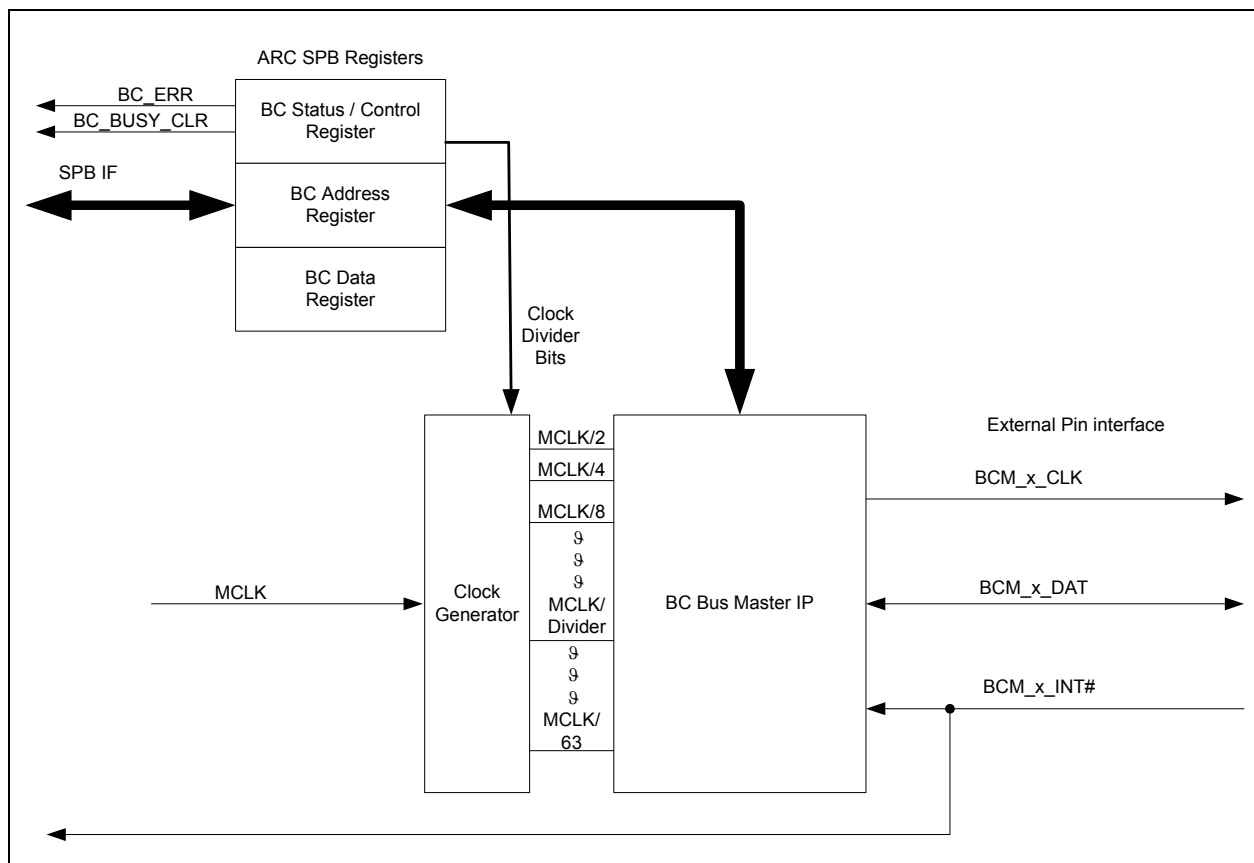 ARC SPB Registers
BC_ERR
BC_BUSY_CLR
BC Status / Control
Register
SPB IF
BC Address
Register
BC Data
Register
Clock
Divider
Bits
MCLK/2
MCLK/4
MCLK/8
ϑ
ϑ
ϑ
MCLK/
Divider
ϑ
ϑ
ϑ
MCLK/
63
MCLK
Clock
Generator
BC Bus Master IP
External Pin interface
BCM_x_CLK
BCM_x_DAT
BCM_x_INT#